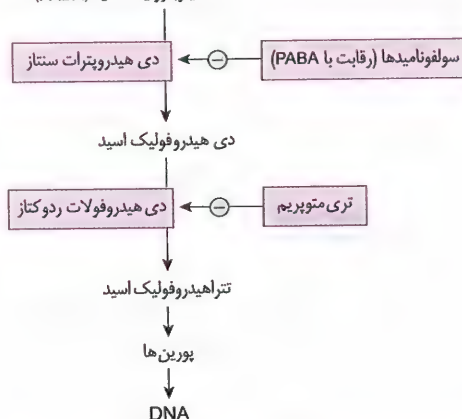 دی هیدروپترات سنتاز
سولفونامیدها (رقابت با PABA)
دی هیدروفولیک اسید
دی هیدروفولات ردوکتاز
تری‌متوپریم
تتراهیدروفولیک اسید
پورین‌ها
DNA